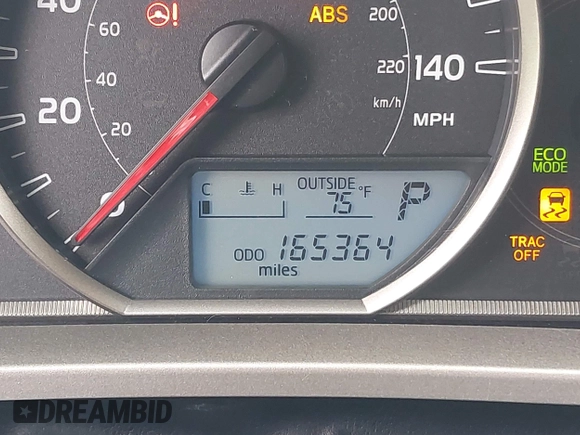 40
60
ABS
200
40
220
140
20
km/h
20
MPH
ECO
MODE
C H
OUTSIDE
75 °F
P
TRAC
OFF
ODO 165364
miles
DREAMBID